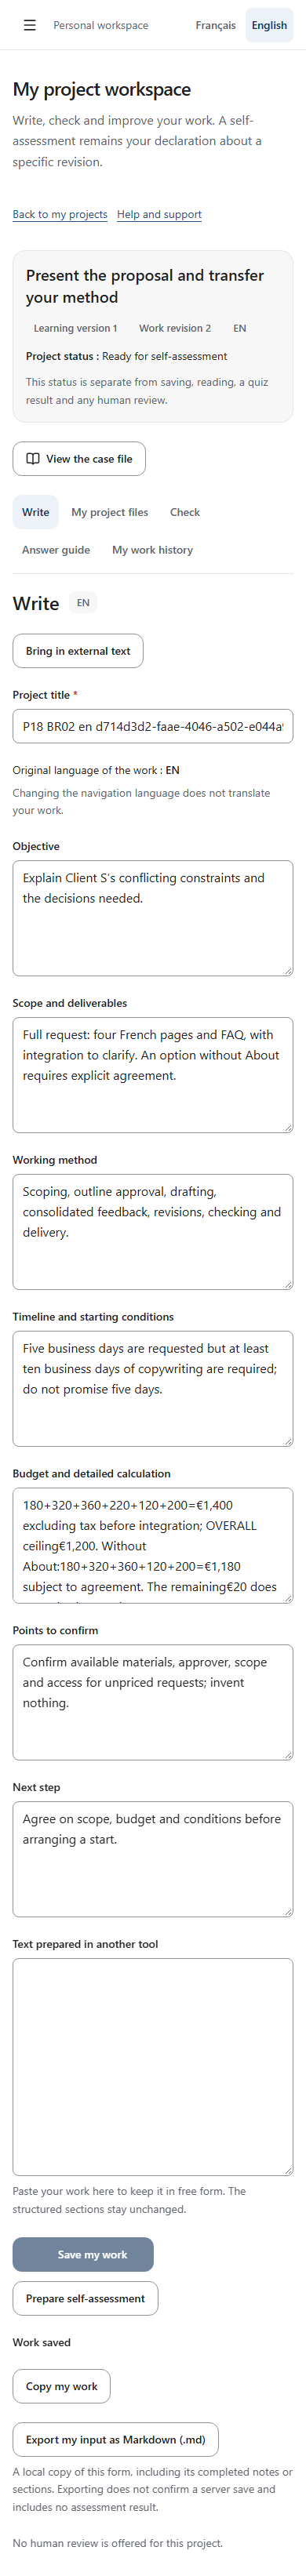 Personal workspace
Français
English
My project workspace
Write, check and improve your work. A self-
assessment remains your declaration about a
specific revision.
Back to my projects
Help and support
Present the proposal and transfer
your method
Learning version 1
Work revision 2
EN
Project status : Ready for self-assessment
This status is separate from saving, reading, a quiz
result and any human review.
View the case file
Write
My project files
Check
Answer guide
My work history
Write
EN
Bring in external text
Project title *
P18 BR02 en d714d3d2-faae-4046-a502-e044a
Original language of the work : EN
Changing the navigation language does not translate
your work.
Objective
Explain Client S's conflicting constraints and
the decisions needed.
Scope and deliverables
Full request: four French pages and FAQ, with
integration to clarify. An option without About
requires explicit agreement.
Working method
Scoping, outline approval, drafting,
consolidated feedback, revisions, checking and
delivery.
Timeline and starting conditions
Five business days are requested but at least
ten business days of copywriting are required;
do not promise five days.
Budget and detailed calculation
180+320+360+220+120+200=€1,400
excluding tax before integration; OVERALL
ceiling€1,200. Without
About:180+320+360+120+200=€1,180
subject to agreement. The remaining€20 does
Points to confirm
Confirm available materials, approver, scope
and access for unpriced requests; invent
nothing.
Next step
Agree on scope, budget and conditions before
arranging a start.
Text prepared in another tool
Paste your work here to keep it in free form. The
structured sections stay unchanged.
Save my work
Prepare self-assessment
Work saved
Copy my work
Export my input as Markdown (.md)
A local copy of this form, including its completed notes or
sections. Exporting does not confirm a server save and
includes no assessment result.
No human review is offered for this project.